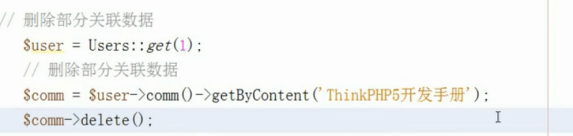 // 删除部分关联数据
$user = Users::get(1);
// 删除部分关联数据
$comm = $user->comm()->getByContent('ThinkPHP5开发手册');
$comm->delete();